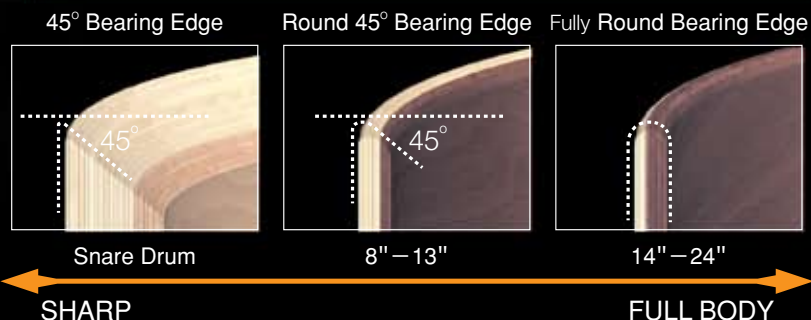 45° Bearing Edge
Round 45° Bearing Edge
Fully Round Bearing Edge
45°
45°
Snare Drum
8"－13"
14"－24"
SHARP
FULL BODY